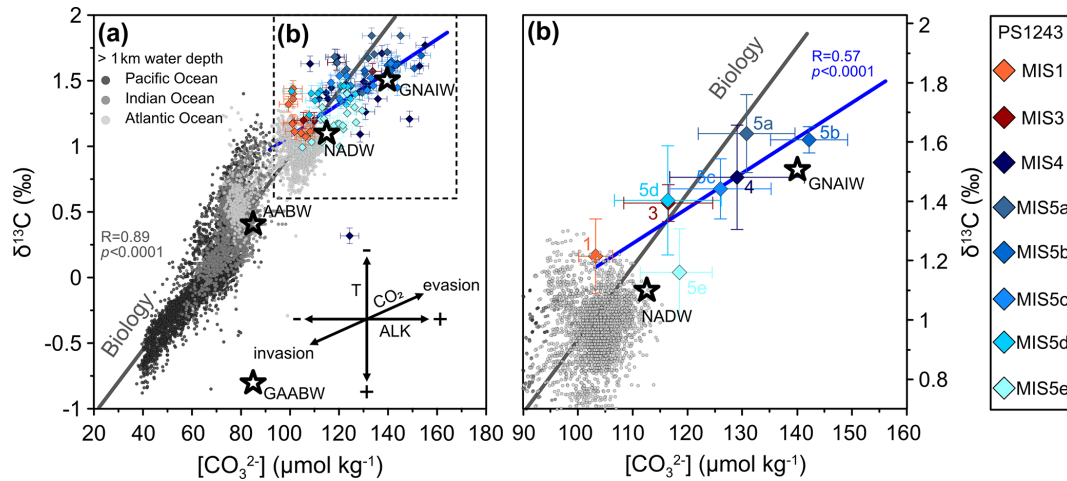 (a)
> 1km water depth
Pacific Ocean
Indian Ocean
Atlantic Ocean
(b)
GNAIW
NADW
AABW
GAABW
R=0.89
p<0.0001
Biology
T
CO₂
evasion
invasion
ALK
-
+
-
+
1.5
1
0.5
0
-0.5
-1
δ¹³C (‰)
20
40
60
80
100
120
140
160
180
[CO₃²⁻] (μmol kg⁻¹)
(b)
Biology
R=0.57
p<0.0001
5a
5b
5c
5d
4
3
1
5e
GNAIW
NADW
2
1.8
1.6
1.4
1.2
1
0.8
δ¹³C (‰)
90
100
110
120
130
140
150
160
[CO₃²⁻] (μmol kg⁻¹)
PS1243
MIS1
MIS3
MIS4
MIS5a
MIS5b
MIS5c
MIS5d
MIS5e